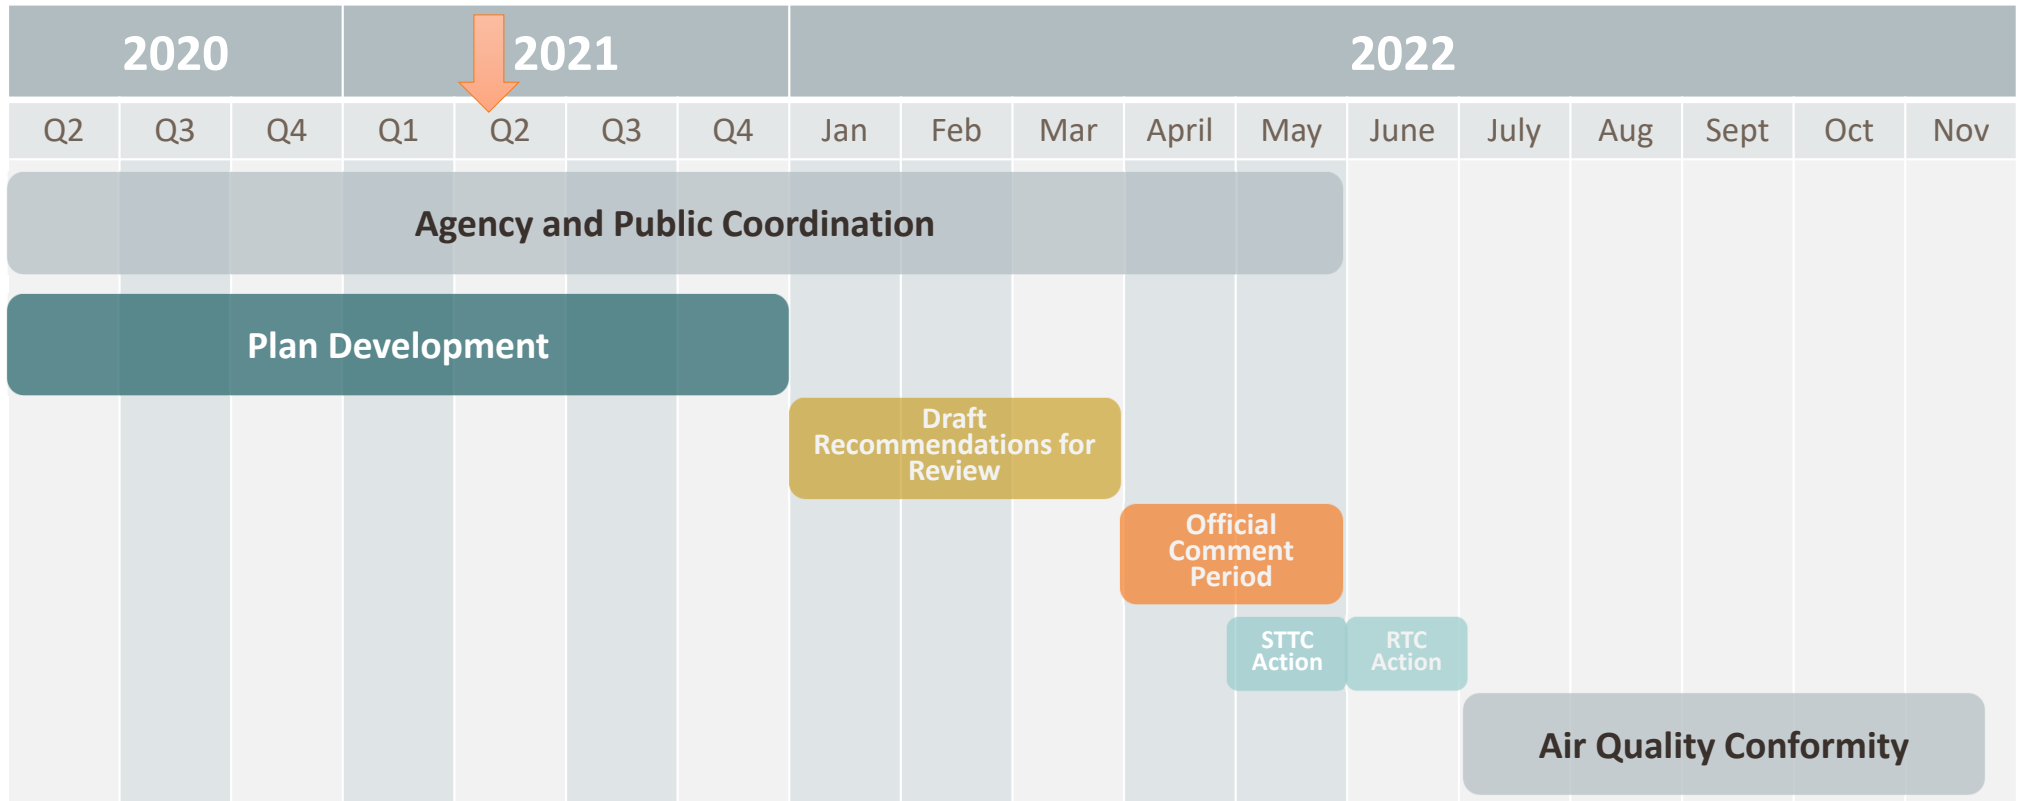 2020 2021 2022
Q2 Q3 Q4 Q1 Q2 Q3 Q4 Jan Feb Mar April May June July Aug Sept Oct Nov
Agency and Public Coordination
Plan Development
Draft
Recommendations for
Review
Official
Comment
Period
STTC
Action
RTC
Action
Air Quality Conformity